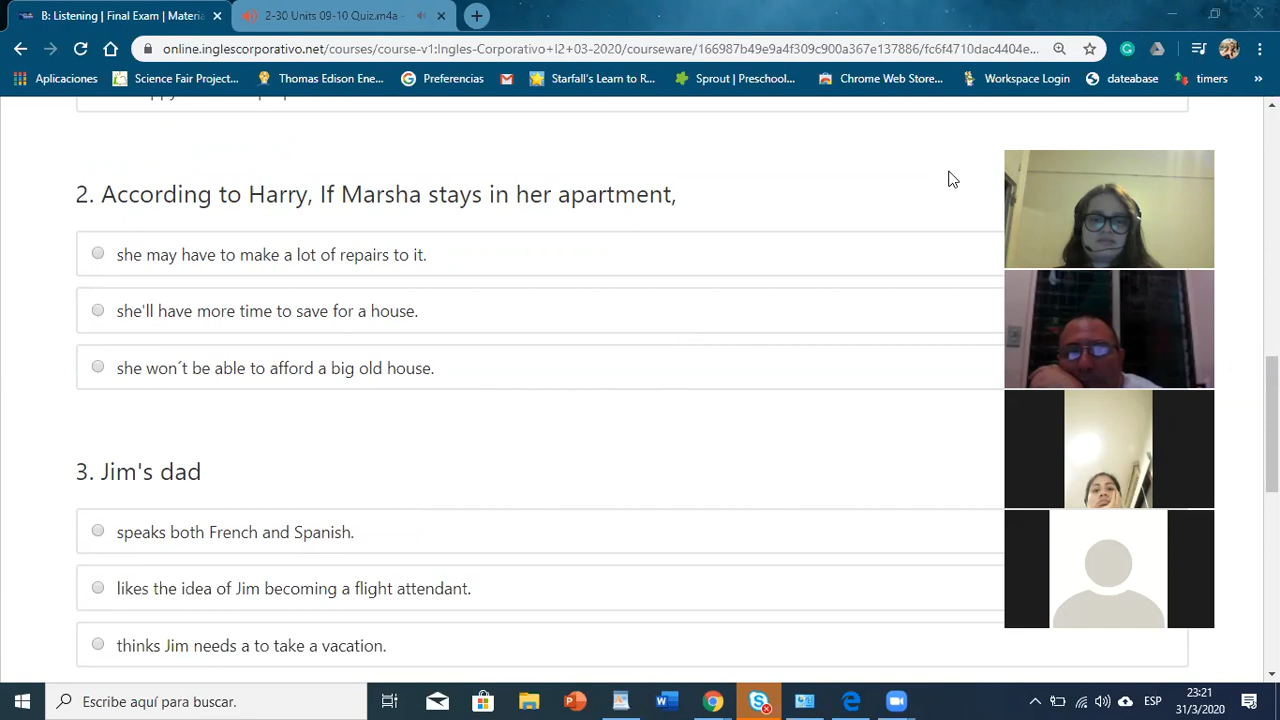 B: Listening | Final Exam | Materia
2-30 Units 09-10 Quiz.m4a -
online.inglescorporativo.net/courses/course-v1:Ingles-Corporativo+I2+03-2020/courseware/166987b49e9a4f309c900a367e137886/fc6f4710dac4404e...
Aplicaciones
Science Fair Project...
Thomas Edison Ene...
Preferencias
Starfall's Learn to R...
Sprout | Preschool...
Chrome Web Store...
Workspace Login
dateabase
timers
»
2. According to Harry, If Marsha stays in her apartment,
she may have to make a lot of repairs to it.
she'll have more time to save for a house.
she won´t be able to afford a big old house.
3. Jim's dad
speaks both French and Spanish.
likes the idea of Jim becoming a flight attendant.
thinks Jim needs a to take a vacation.
Escribe aquí para buscar.
ESP
23:21
31/3/2020